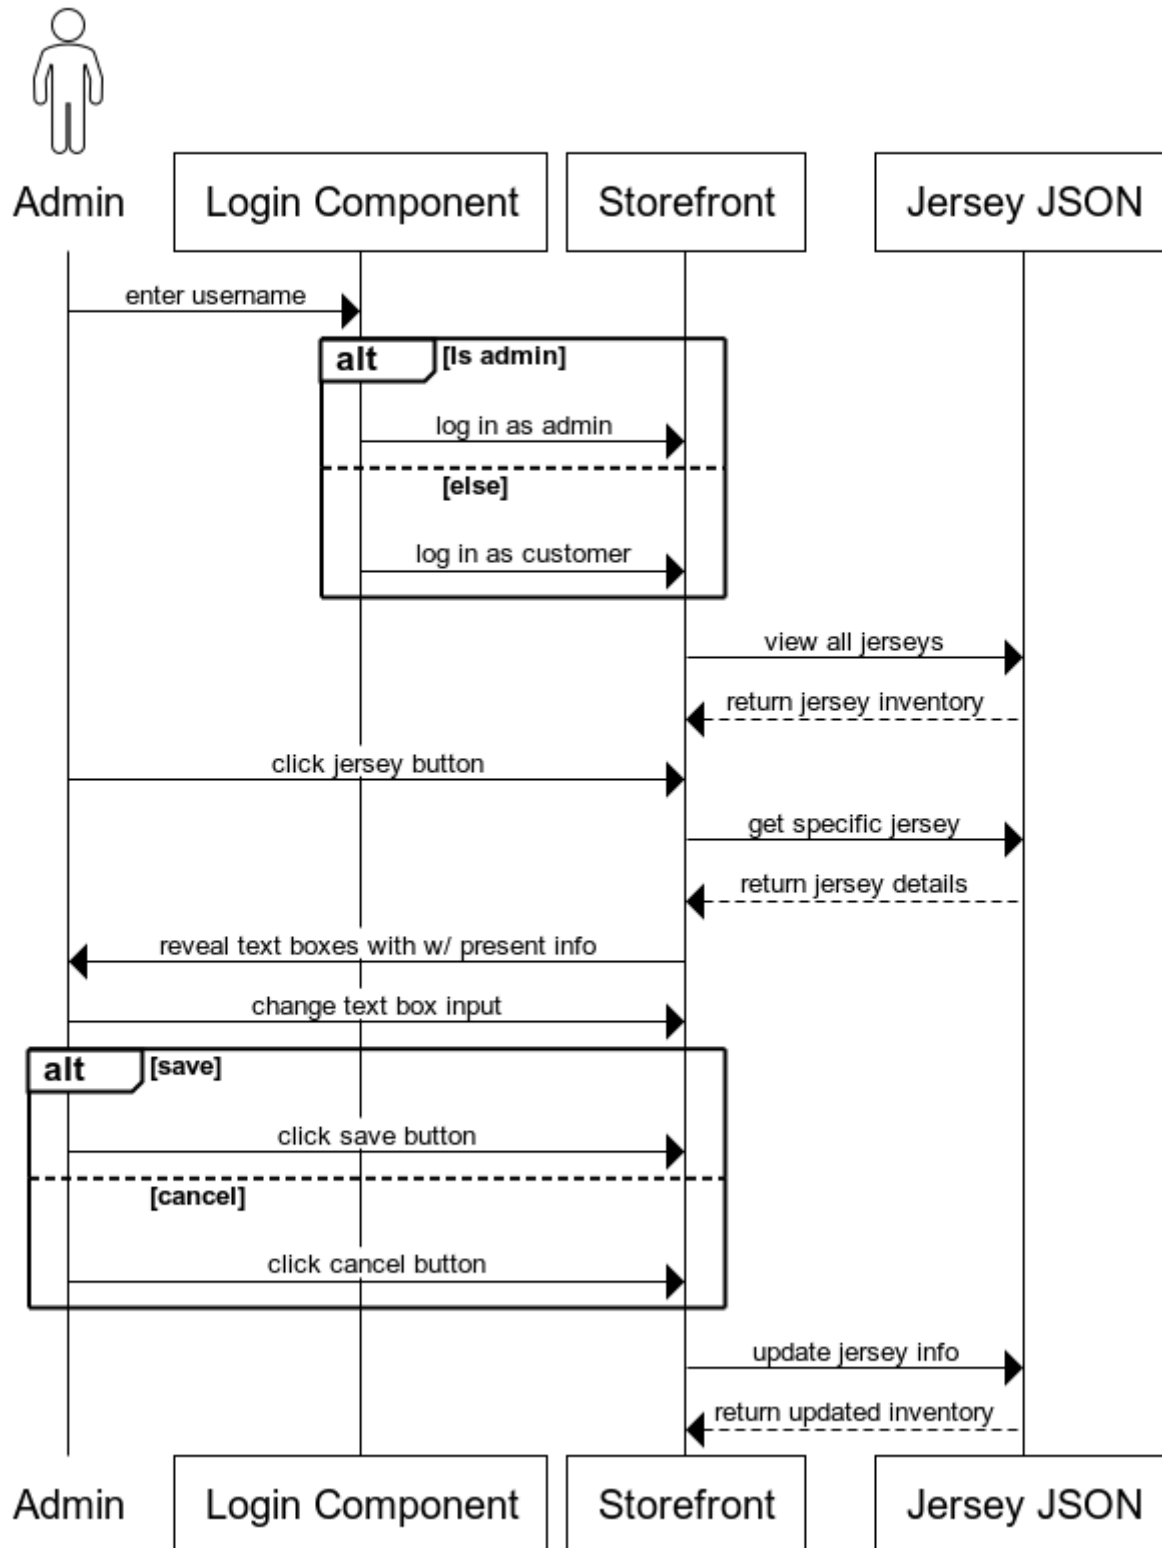 Admin
Login Component
Storefront
Jersey JSON
enter username
alt
[Is admin]
log in as admin
[else]
log in as customer
view all jerseys
return jersey inventory
click jersey button
get specific jersey
return jersey details
reveal text boxes with w/ present info
change text box input
alt
[save]
click save button
[cancel]
click cancel button
update jersey info
return updated inventory
Admin
Login Component
Storefront
Jersey JSON